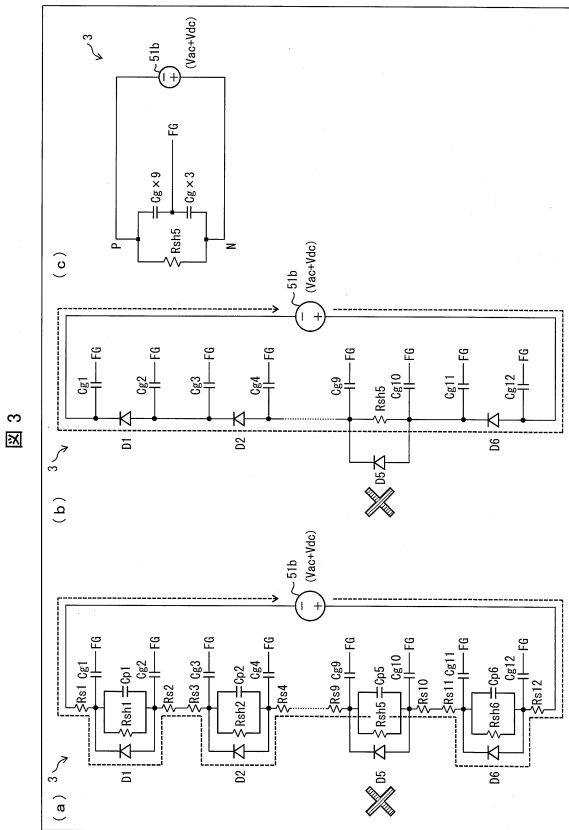 図 3
(a)
3
Rs1
Cg1
FG
Cp1
Rsh1
D1
Cg2
FG
Rs2
Rs3
Cg3
FG
Cp2
Rsh2
D2
Cg4
FG
Rs4
51b
(Vac+Vdc)
Rs9
Cg9
FG
Cp5
Rsh5
D5
Cg10
FG
Rs10
Rs11
Cg11
FG
Cp6
Rsh6
D6
Cg12
FG
Rs12
(b)
3
Cg1
FG
D1
Cg2
FG
Cg3
FG
D2
Cg4
FG
51b
(Vac+Vdc)
Cg9
FG
Rsh5
D5
Cg10
FG
Cg11
FG
D6
Cg12
FG
(c)
3
P
Cg×9
FG
Rsh5
Cg×3
N
51b
(Vac+Vdc)